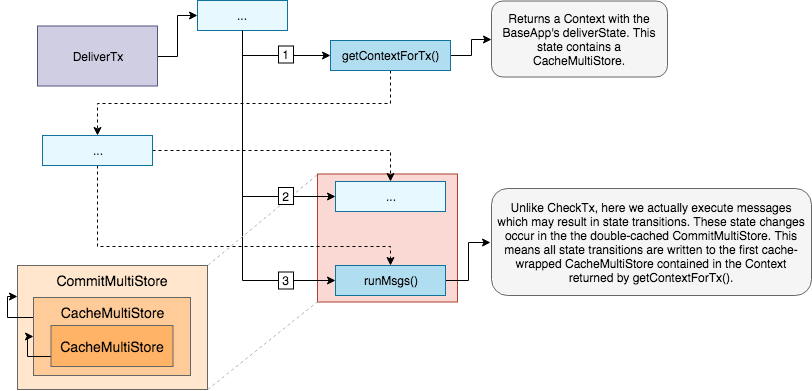 ...
DeliverTx
1
getContextForTx()
Returns a Context with the
BaseApp's deliverState. This
state contains a
CacheMultiStore.
...
2
...
Unlike CheckTx, here we actually execute messages
which may result in state transitions. These state changes
occur in the the double-cached CommitMultiStore. This
means all state transitions are written to the first cache-
wrapped CacheMultiStore contained in the Context
returned by getContextForTx().
3
runMsgs()
CommitMultiStore
CacheMultiStore
CacheMultiStore